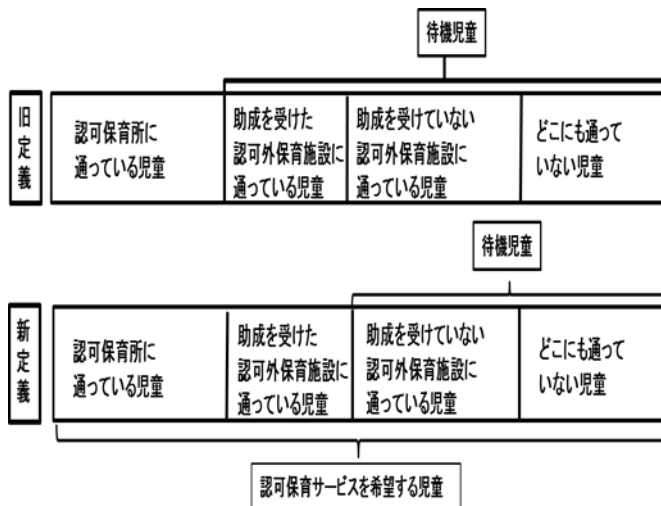 待機児童
旧定義
認可保育所に
通っている児童
助成を受けた
認可外保育施設に
通っている児童
助成を受けていない
認可外保育施設に
通っている児童
どこにも通って
いない児童
待機児童
新定義
認可保育所に
通っている児童
助成を受けた
認可外保育施設に
通っている児童
助成を受けていない
認可外保育施設に
通っている児童
どこにも通って
いない児童
認可保育サービスを希望する児童